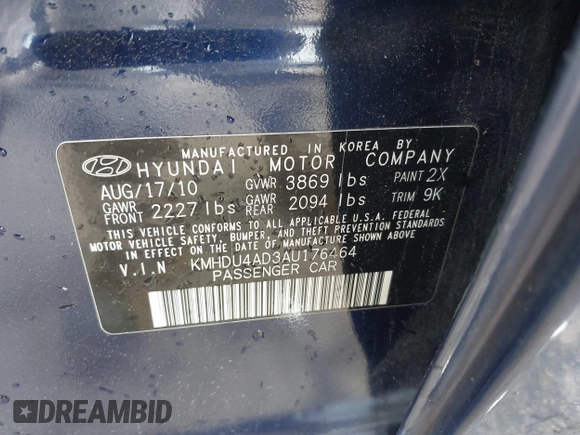 MANUFACTURED IN KOREA BY
HYUNDAI MOTOR COMPANY
AUG/17/10 GVWR 3869 lbs PAINT 2X
GAWR FRONT 2227 lbs GAWR REAR 2094 lbs TRIM 9K
THIS VEHICLE CONFORMS TO ALL APPLICABLE U.S.A. FEDERAL
MOTOR VEHICLE SAFETY, BUMPER, AND THEFT PREVENTION STANDARDS
IN EFFECT ON THE DATE OF MANUFACTURE SHOWN ABOVE.
V.I.N KMHDU4AD3AU176464
PASSENGER CAR
DREAMBID